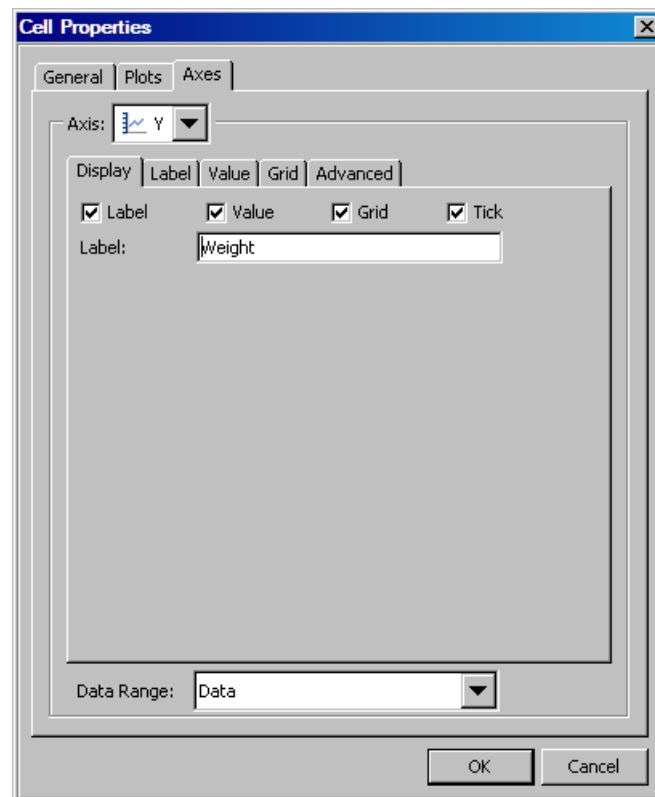 Cell Properties
General Plots Axes
Axis: Y
Display Label Value Grid Advanced
Label Value Grid Tick
Label: Weight
Data Range: Data
OK Cancel